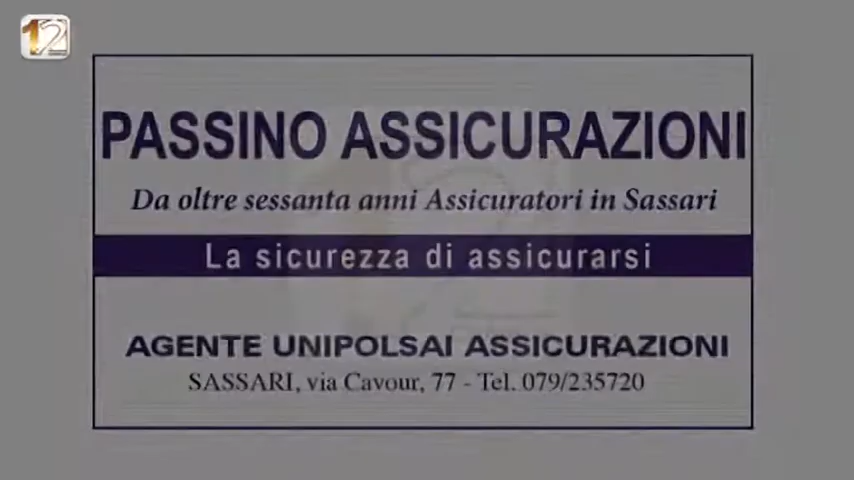 12
PASSINO ASSICURAZIONI
Da oltre sessanta anni Assicuratori in Sassari
La sicurezza di assicurarsi
AGENTE UNIPOLSAI ASSICURAZIONI
SASSARI, via Cavour, 77 - Tel. 079/235720